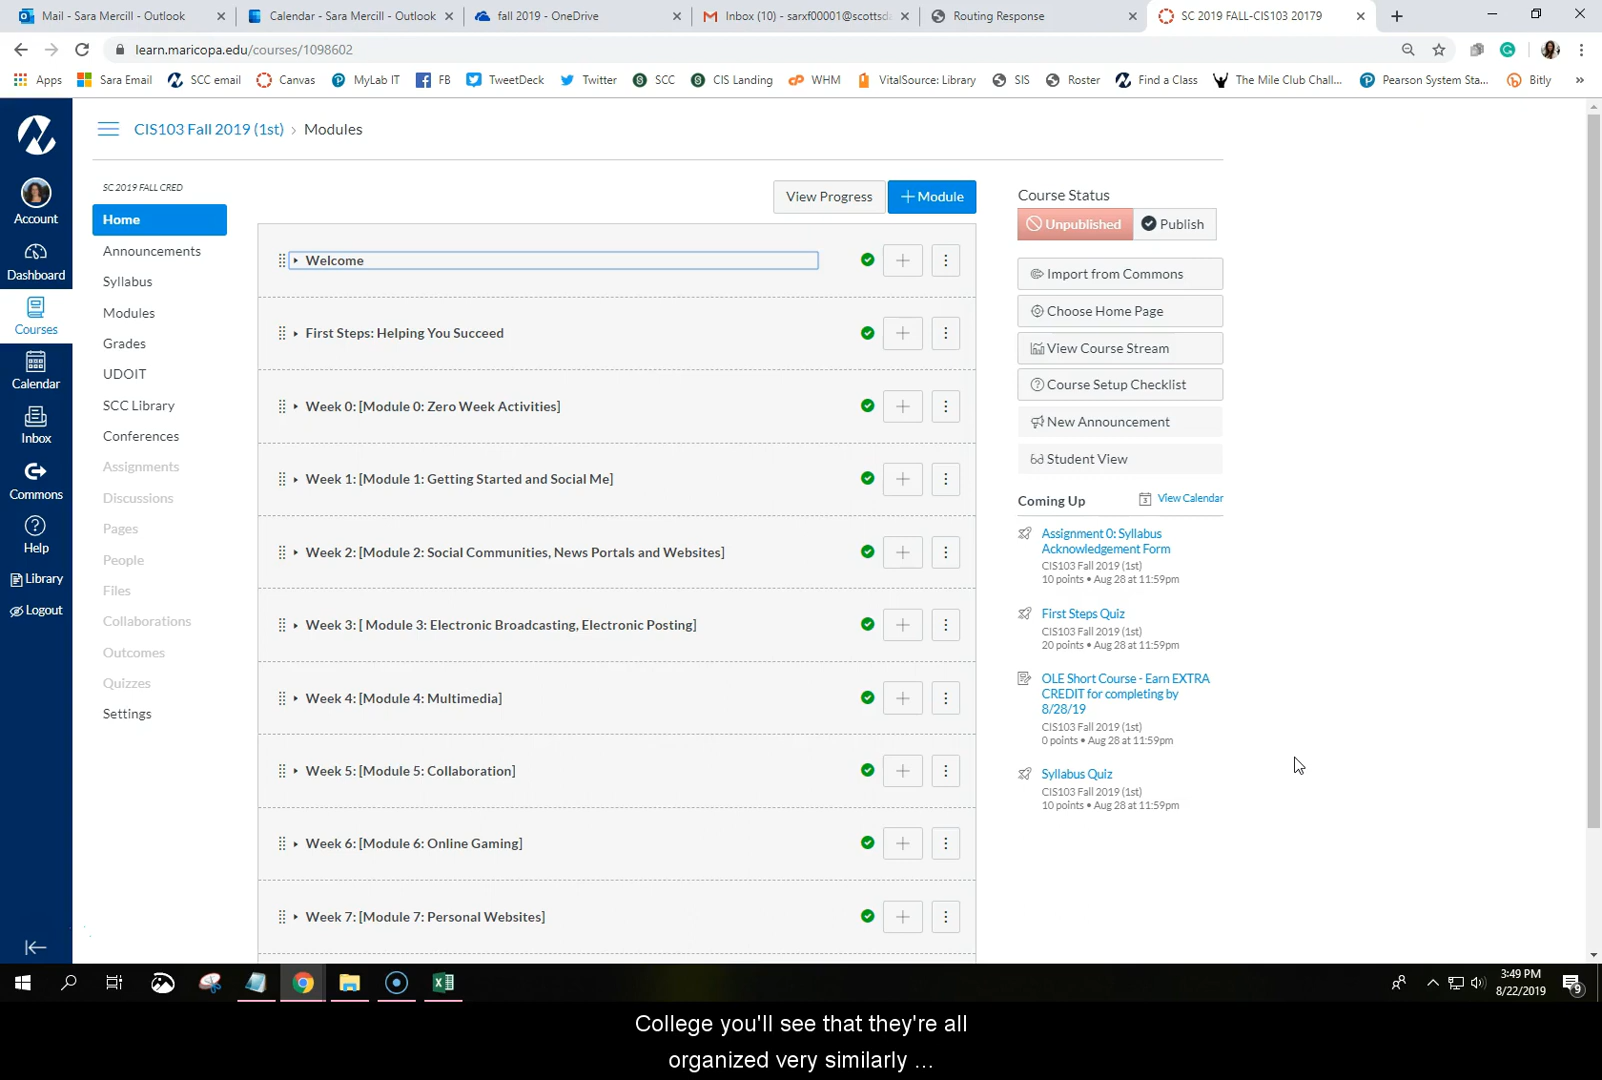 Mail - Sara Mercill - Outlook
Calendar - Sara Mercill - Outlook
fall 2019 - OneDrive
Inbox (10) - sarxf00001@scottsda
Routing Response
SC 2019 FALL-CIS103 20179
learn.maricopa.edu/courses/1098602
Apps
Sara Email
SCC email
Canvas
MyLab IT
FB
TweetDeck
Twitter
SCC
CIS Landing
WHM
VitalSource: Library
SIS
Roster
Find a Class
The Mile Club Chall...
Pearson System Sta...
Bitly
CIS103 Fall 2019 (1st) › Modules
Account
Dashboard
Courses
Calendar
Inbox
Commons
Help
Library
Logout
SC 2019 FALL CRED
Home
Announcements
Syllabus
Modules
Grades
UDOIT
SCC Library
Conferences
Assignments
Discussions
Pages
People
Files
Collaborations
Outcomes
Quizzes
Settings
View Progress
+ Module
Welcome
First Steps: Helping You Succeed
Week 0: [Module 0: Zero Week Activities]
Week 1: [Module 1: Getting Started and Social Me]
Week 2: [Module 2: Social Communities, News Portals and Websites]
Week 3: [ Module 3: Electronic Broadcasting, Electronic Posting]
Week 4: [Module 4: Multimedia]
Week 5: [Module 5: Collaboration]
Week 6: [Module 6: Online Gaming]
Week 7: [Module 7: Personal Websites]
Course Status
Unpublished
Publish
Import from Commons
Choose Home Page
View Course Stream
Course Setup Checklist
New Announcement
Student View
Coming Up
View Calendar
Assignment 0: Syllabus
Acknowledgement Form
CIS103 Fall 2019 (1st)
10 points • Aug 28 at 11:59pm
First Steps Quiz
CIS103 Fall 2019 (1st)
20 points • Aug 28 at 11:59pm
OLE Short Course - Earn EXTRA
CREDIT for completing by
8/28/19
CIS103 Fall 2019 (1st)
0 points • Aug 28 at 11:59pm
Syllabus Quiz
CIS103 Fall 2019 (1st)
10 points • Aug 28 at 11:59pm
3:49 PM
8/22/2019
9
College you'll see that they're all
organized very similarly ...